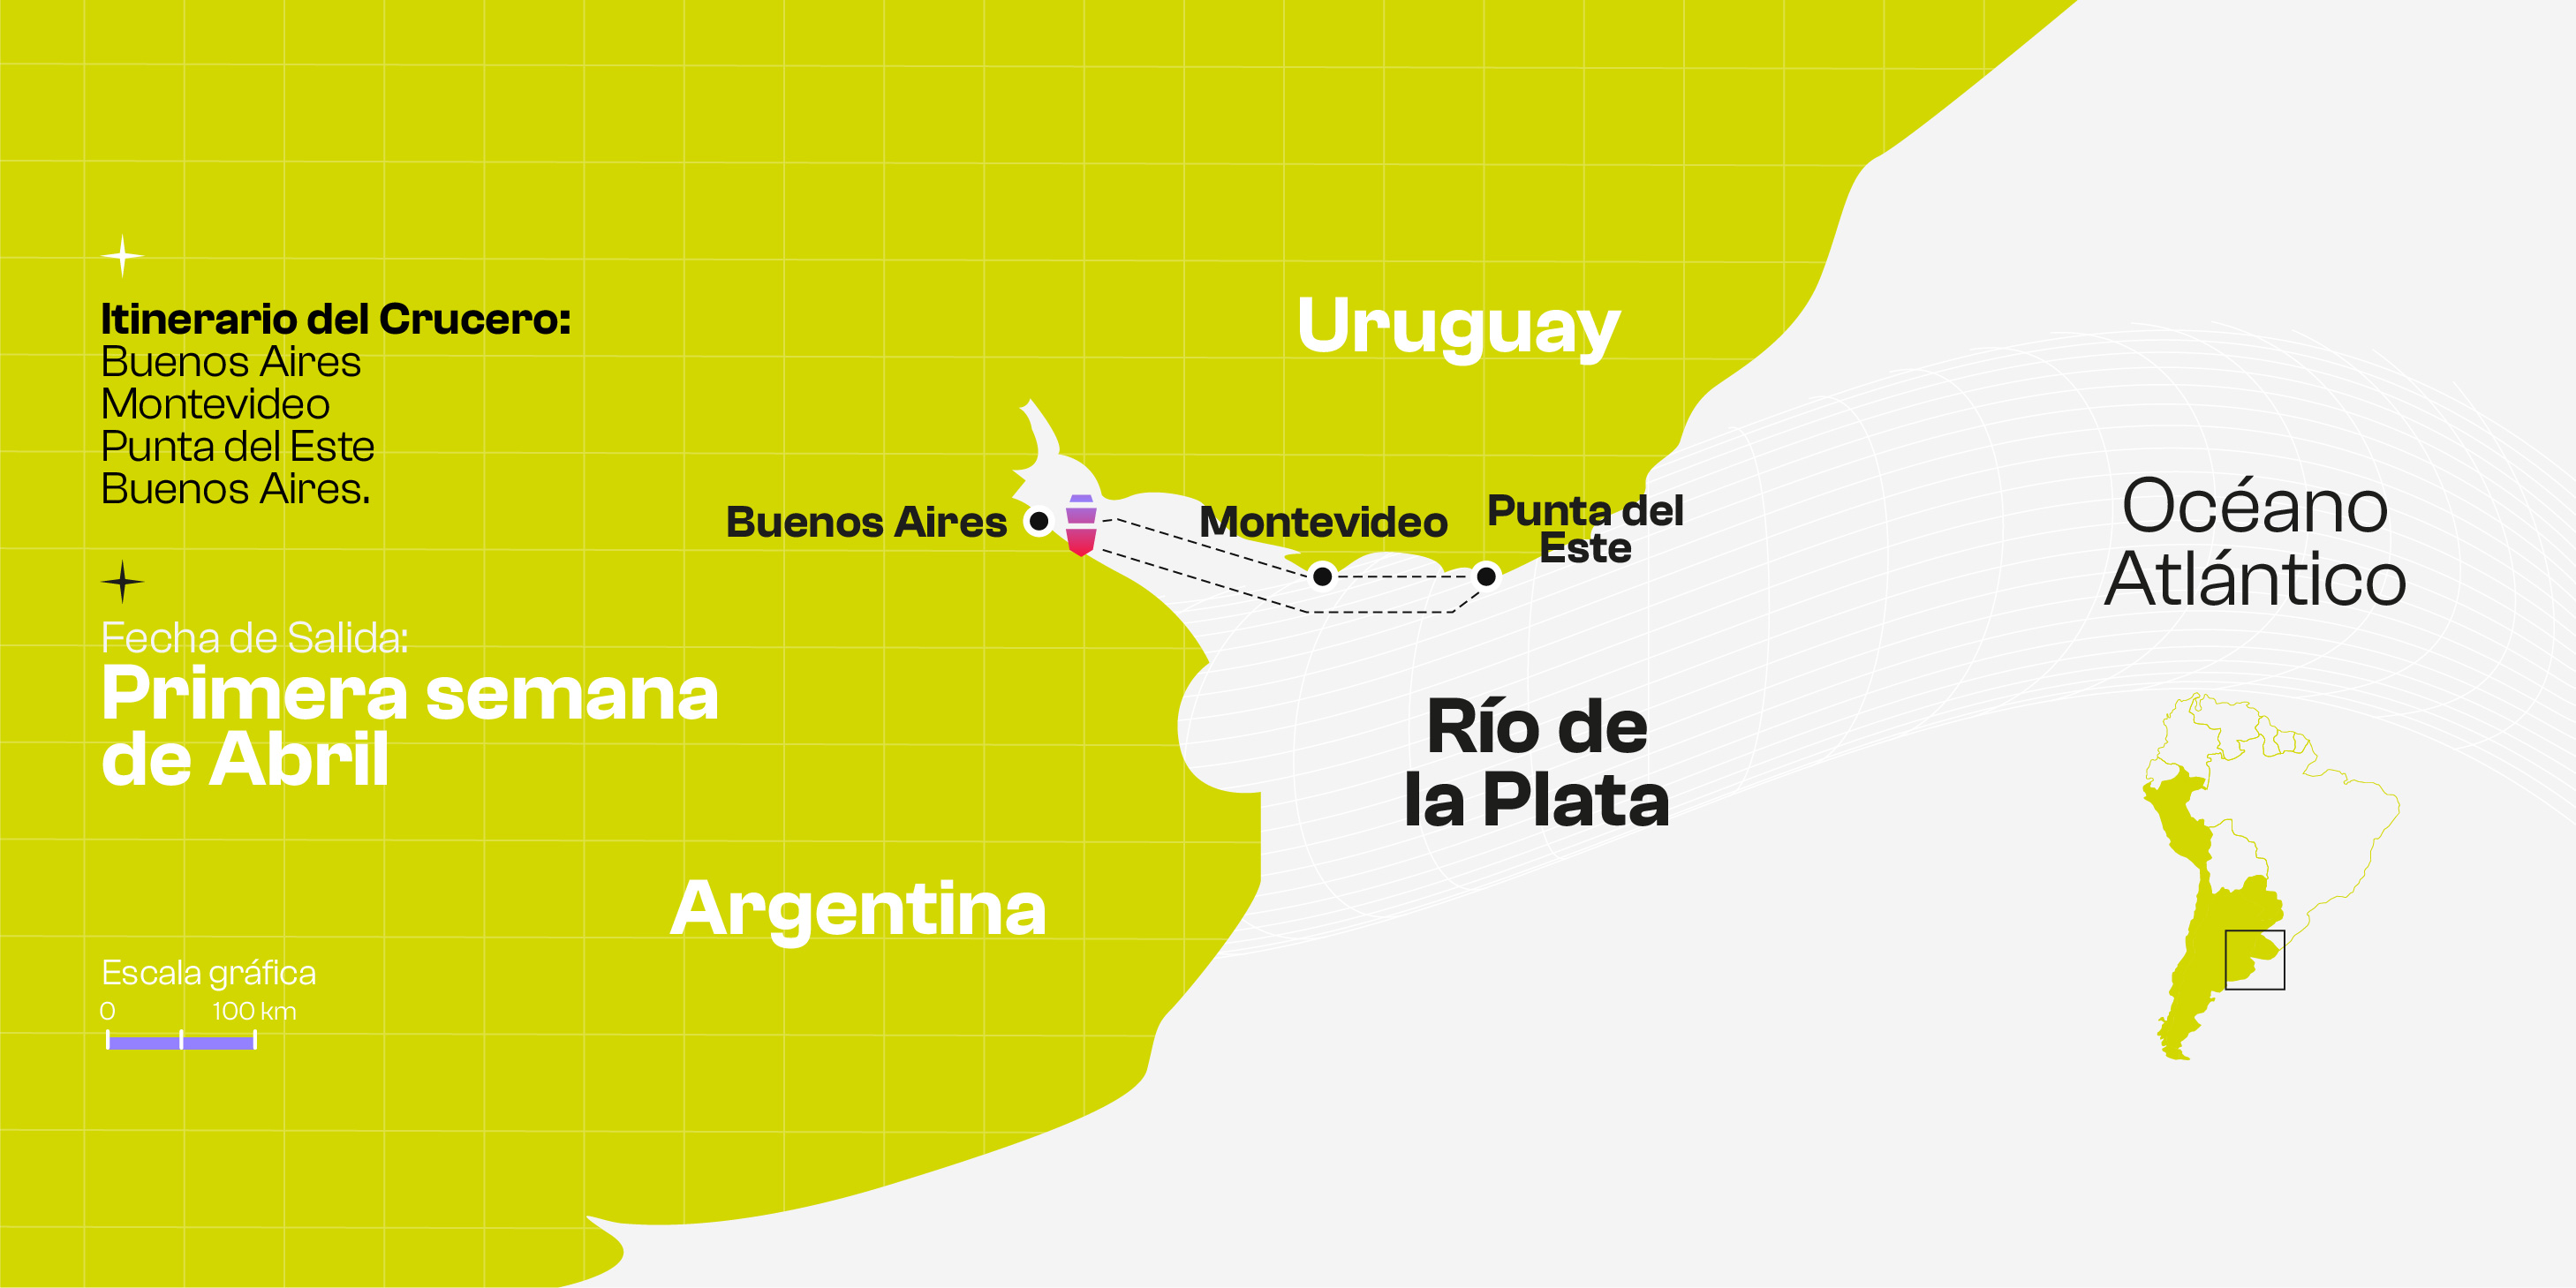 Itinerario del Crucero:
Buenos Aires
Montevideo
Punta del Este
Buenos Aires.
Fecha de Salida:
Primera semana
de Abril
Escala gráfica
0 100 km
Uruguay
Buenos Aires
Montevideo
Punta del
Este
Río de
la Plata
Argentina
Océano
Atlántico